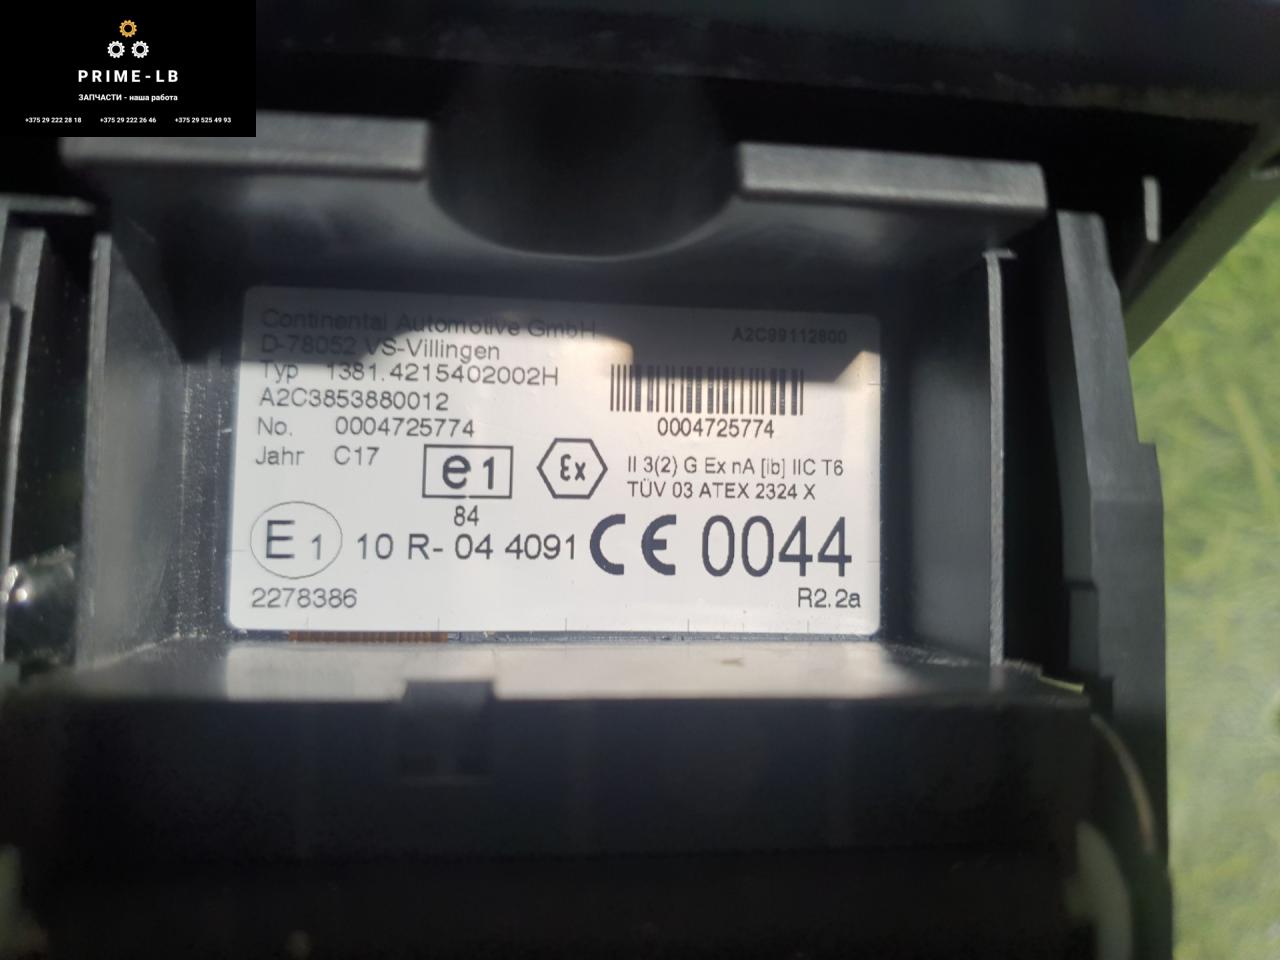 PRIME-LB
ЗАПЧАСТИ - наша работа
+375 29 222 28 18 +375 29 222 26 46 +375 29 525 49 93
Continental Automotive GmbH A2C99112800
D-78052 VS-Villingen
Typ 1381.4215402002H
A2C3853880012
No. 0004725774 0004725774
Jahr C17 e1 Ex II 3(2) G Ex nA [ib] IIC T6
TÜV 03 ATEX 2324 X
84
E1 10 R- 04 4091 CE 0044
2278386 R2.2a